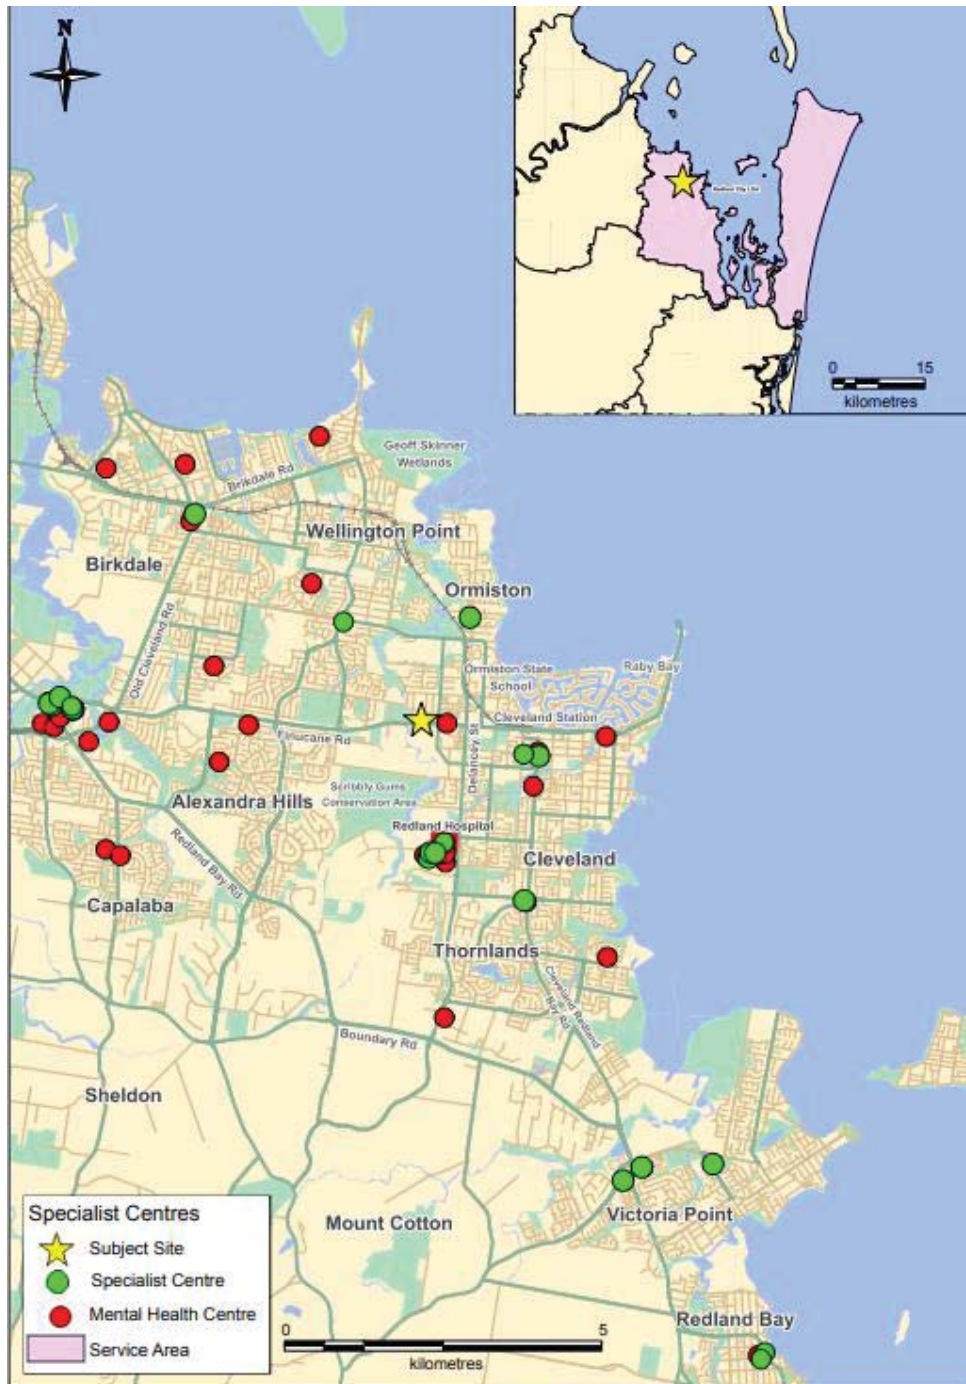 N
0 15
kilometres
Geoff Skinner
Wetlands
Brikdale Rd
Wellington Point
Birkdale
Ormiston
Old Cleveland Rd
Ormiston State
School
Raby Bay
Cleveland Station
Finucane Rd
Delancey St
Scribbly Gums
Conservation Area
Alexandra Hills
Redland Hospital
Redland Bay Rd
Cleveland
Capalaba
Thornlands
Cleveland Redland
Bay Rd
Boundary Rd
Sheldon
Specialist Centres
Subject Site
Specialist Centre
Mental Health Centre
Service Area
Mount Cotton
Victoria Point
Redland Bay
0 5
kilometres